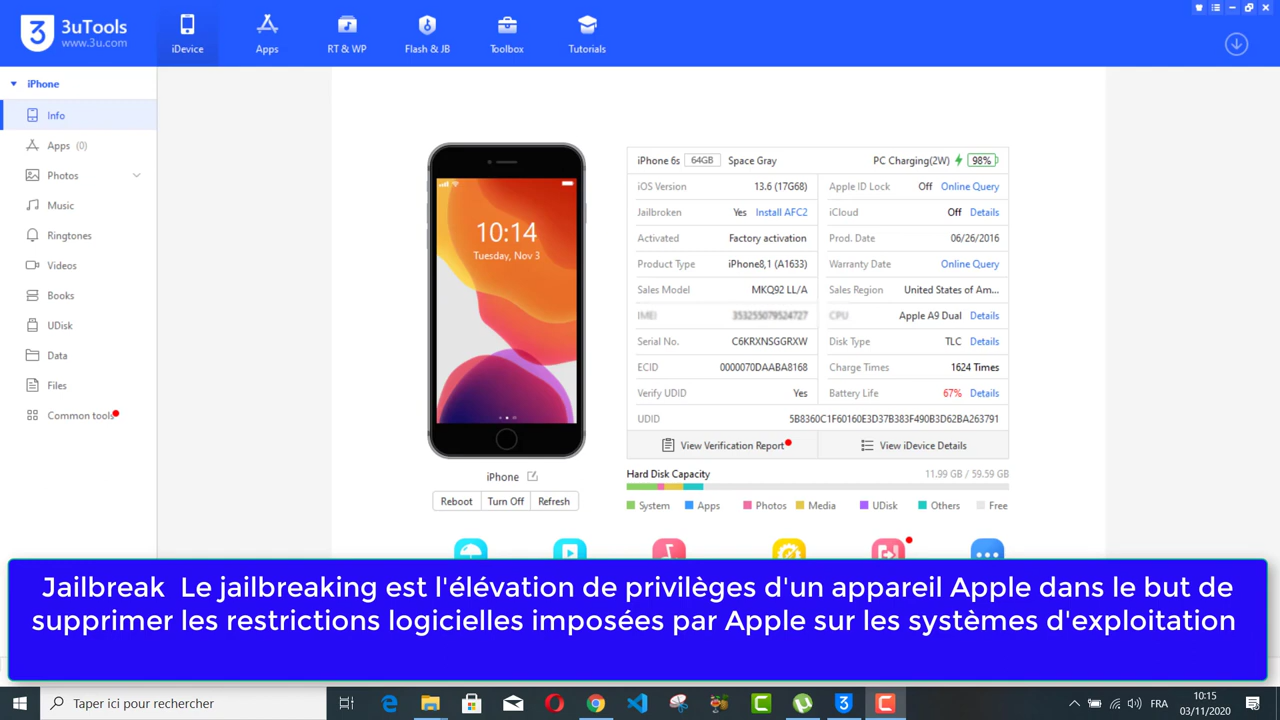 3 3uTools
www.3u.com
iDevice
Apps
RT & WP
Flash & JB
Toolbox
Tutorials
iPhone
Info
Apps (0)
Photos
Music
Ringtones
Videos
Books
UDisk
Data
Files
Common tools
10:14
Tuesday, Nov 3
iPhone
Reboot Turn Off Refresh
iPhone 6s 64GB Space Gray PC Charging(2W) 98%
iOS Version 13.6 (17G68) Apple ID Lock Off Online Query
Jailbroken Yes Install AFC2 iCloud Off Details
Activated Factory activation Prod. Date 06/26/2016
Product Type iPhone8,1 (A1633) Warranty Date Online Query
Sales Model MKQ92 LL/A Sales Region United States of Am...
IMEI CPU Apple A9 Dual Details
Serial No. C6KRXNSGGRXW Disk Type TLC Details
ECID 0000070DAABA8168 Charge Times 1624 Times
Verify UDID Yes Battery Life 67% Details
UDID 5B8360C1F60160E3D37B383F490B3D62BA263791
View Verification Report View iDevice Details
Hard Disk Capacity 11.99 GB / 59.59 GB
System Apps Photos Media UDisk Others Free
Jailbreak Le jailbreaking est l'élévation de privilèges d'un appareil Apple dans le but de
supprimer les restrictions logicielles imposées par Apple sur les systèmes d'exploitation
Taper ici pour rechercher
FRA
10:15
03/11/2020